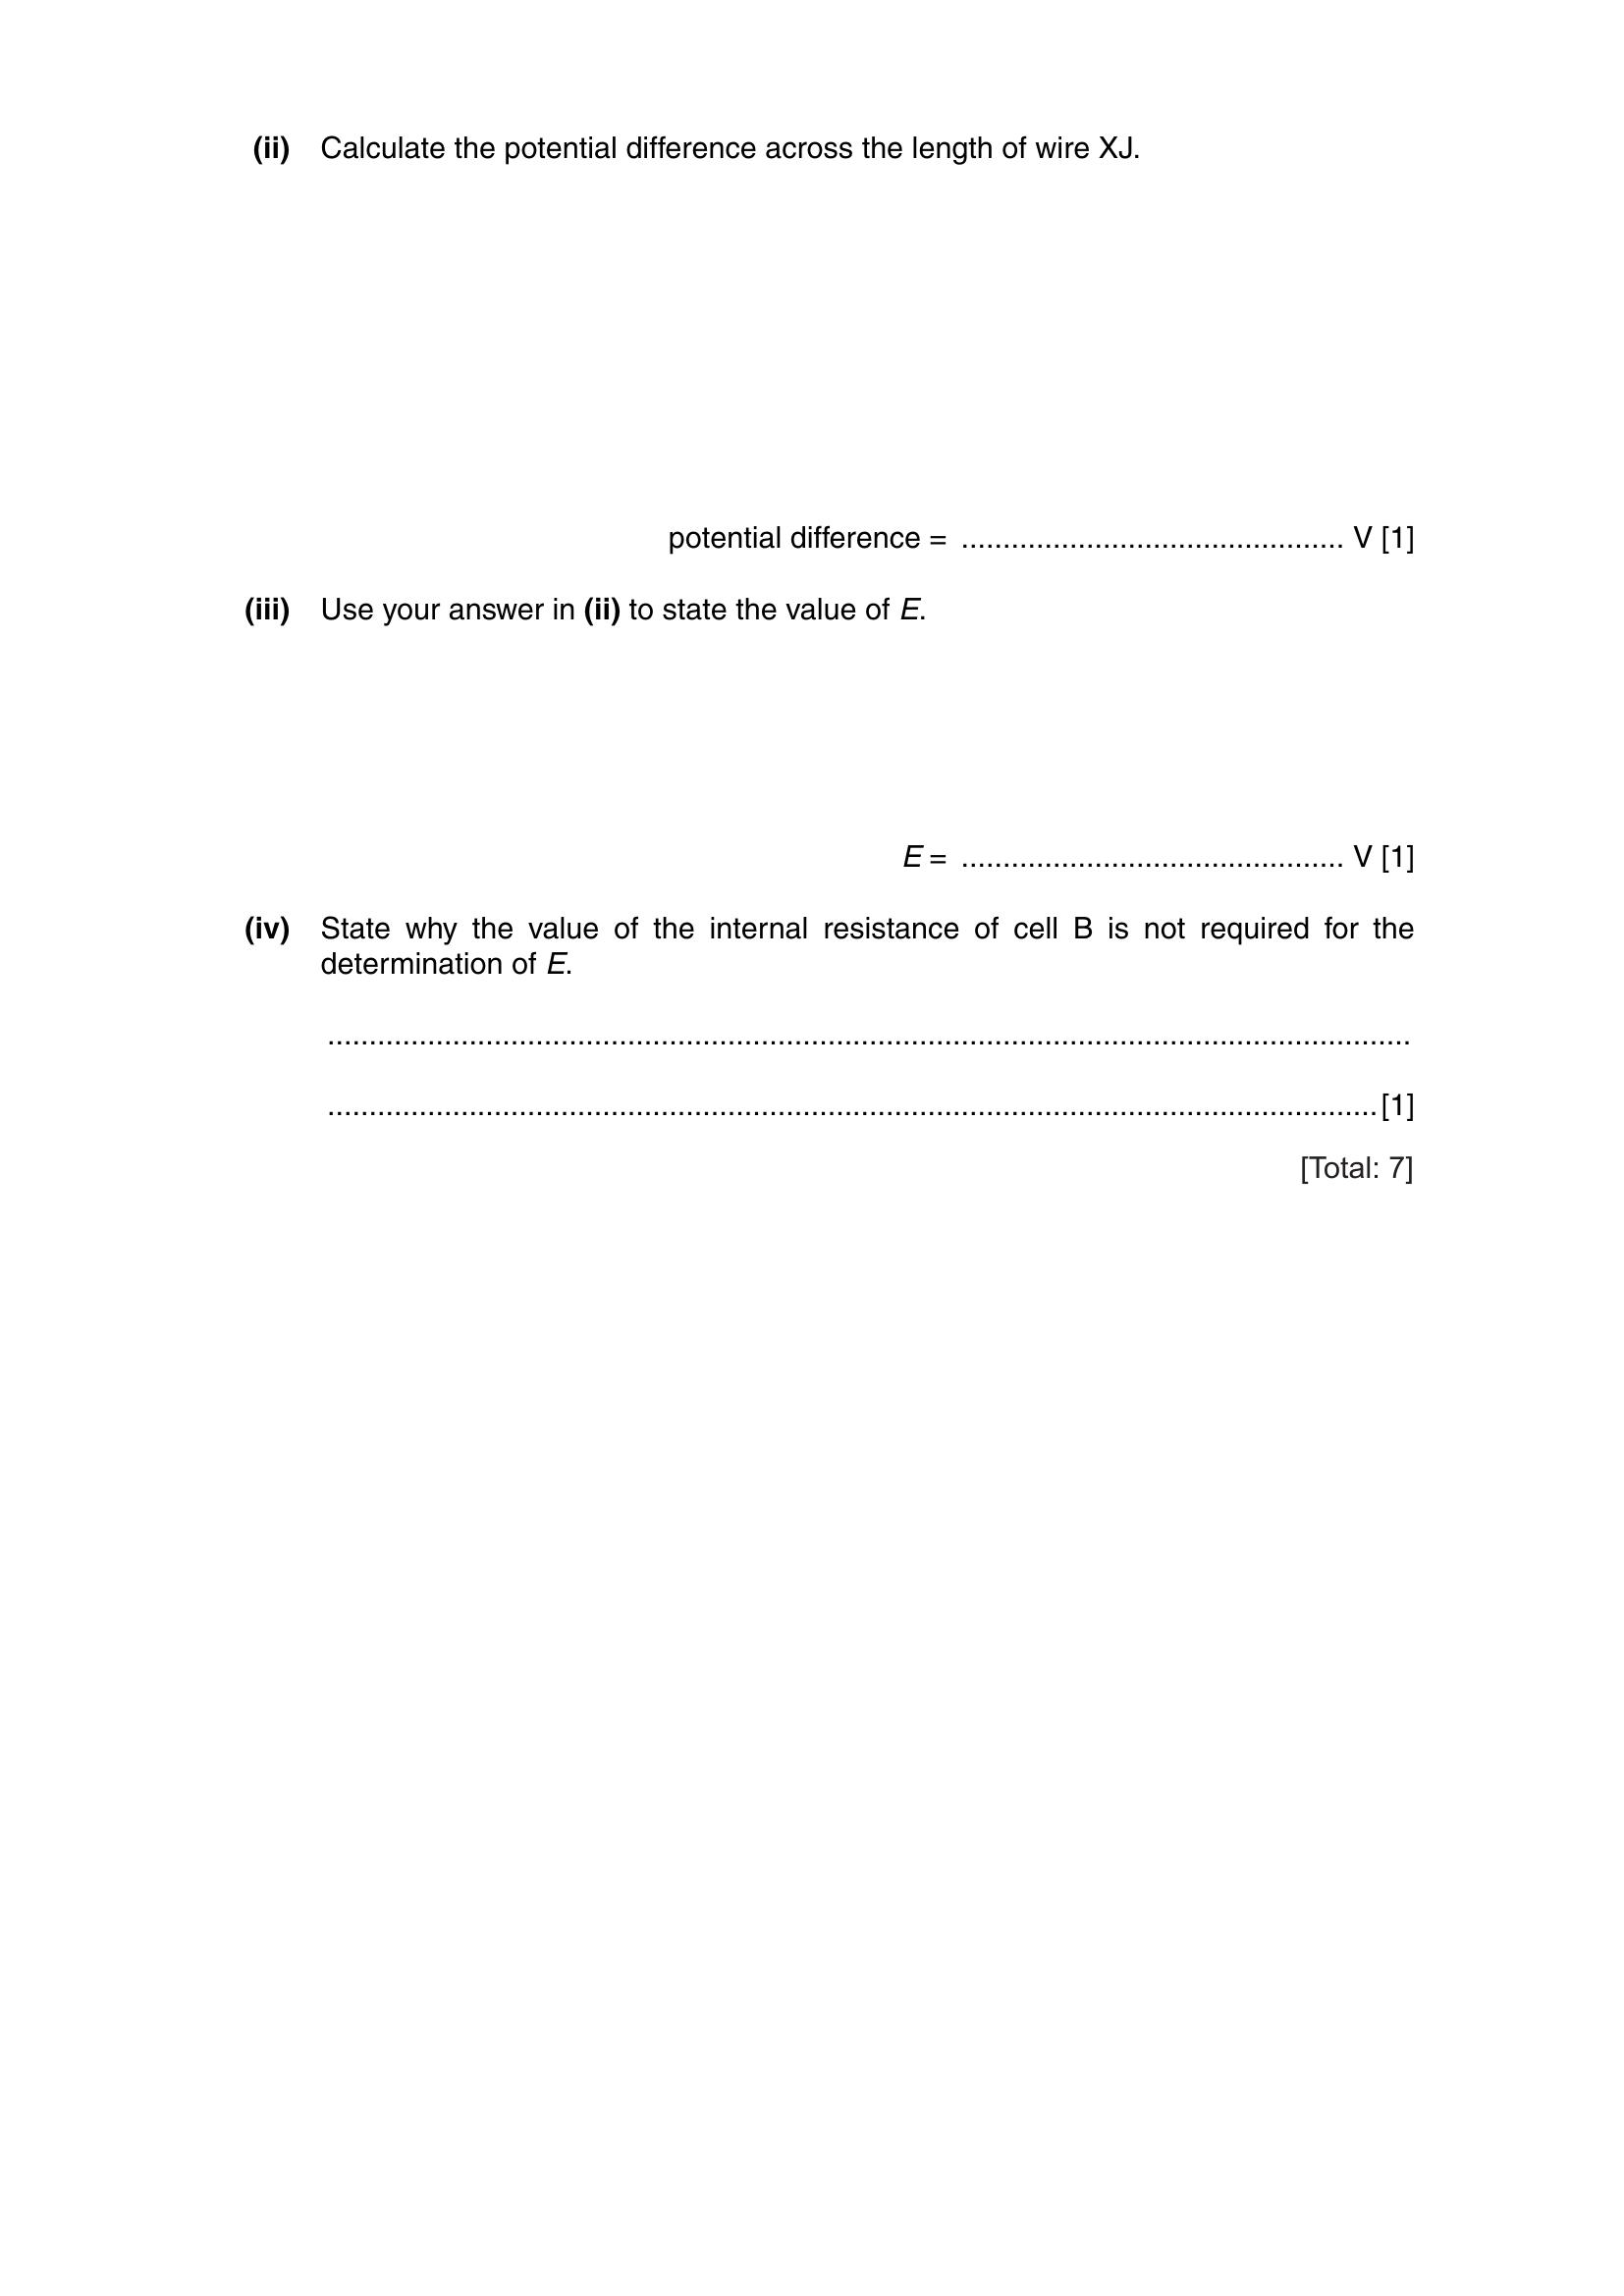 (ii) Calculate the potential difference across the length of wire XJ.
potential difference = .............................................. V [1]
(iii) Use your answer in (ii) to state the value of E.
E = .............................................. V [1]
(iv) State why the value of the internal resistance of cell B is not required for the
determination of E.
..................................................................................................................................
..............................................................................................................................[1]
[Total: 7]